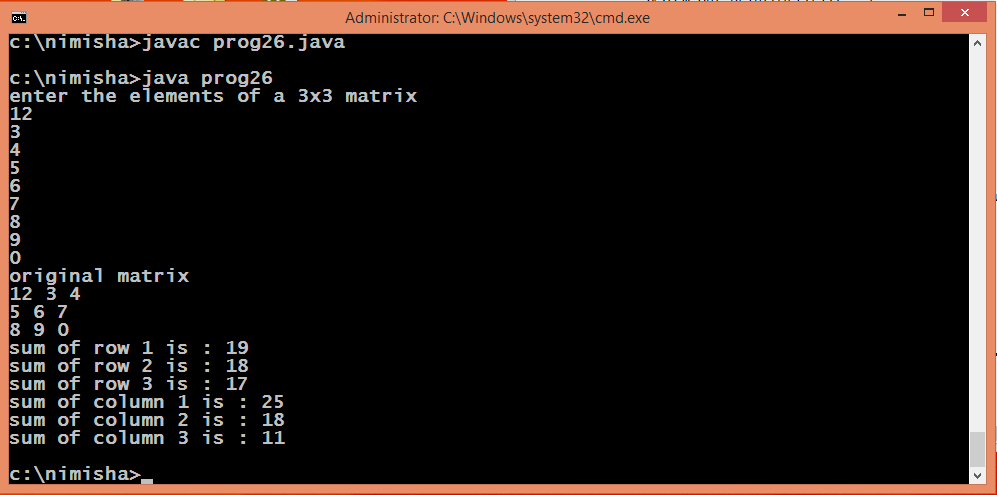 Administrator: C:\Windows\system32\cmd.exe
c:\nimisha>javac prog26.java
c:\nimisha>java prog26
enter the elements of a 3x3 matrix
12
3
4
5
6
7
8
9
0
original matrix
12 3 4
5 6 7
8 9 0
sum of row 1 is : 19
sum of row 2 is : 18
sum of row 3 is : 17
sum of column 1 is : 25
sum of column 2 is : 18
sum of column 3 is : 11
c:\nimisha>_